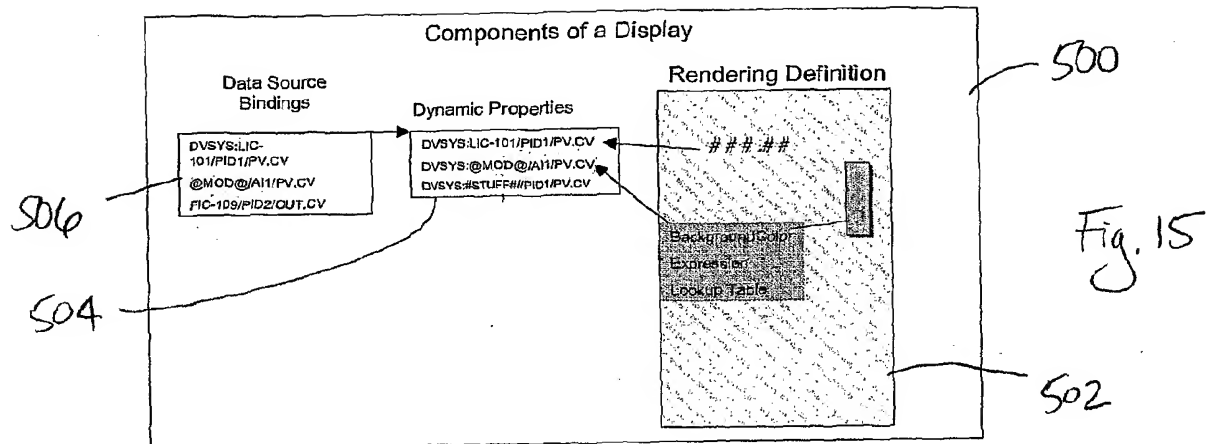 Components of a Display
500
Data Source
Bindings
Dynamic Properties
Rendering Definition
DVSYS:LIC-
101/PID1/PV.CV
@MOD@/AI1/PV.CV
FIC-109/PID2/OUT.CV
DVSYS:LIC-101/PID1/PV.CV
DVSYS:@MOD@/AI1/PV.CV
DVSYS:#STUFF#/PID1/PV.CV
###.##
BackgroundColor
Expression
Lookup Table
506
504
Fig. 15
502